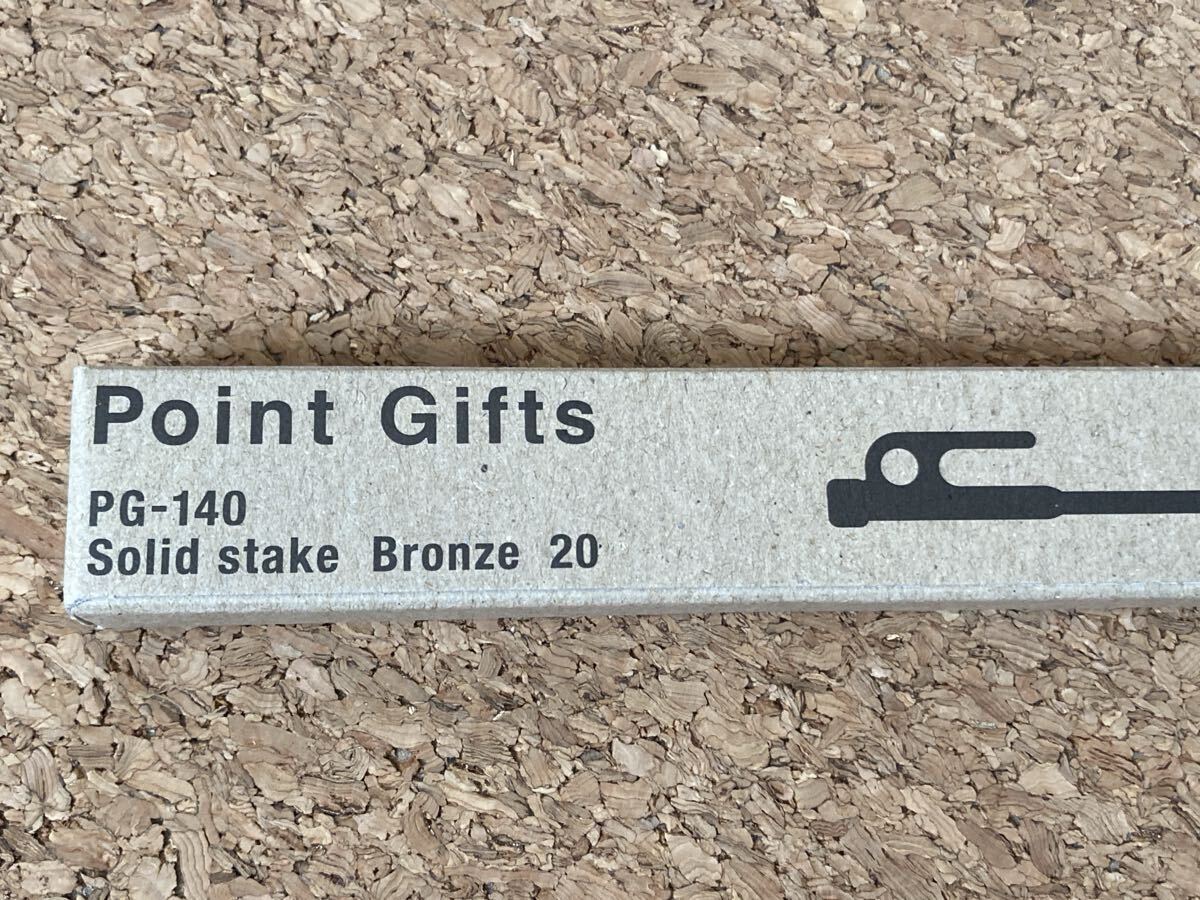 Point Gifts
PG-140
Solid stake Bronze 20